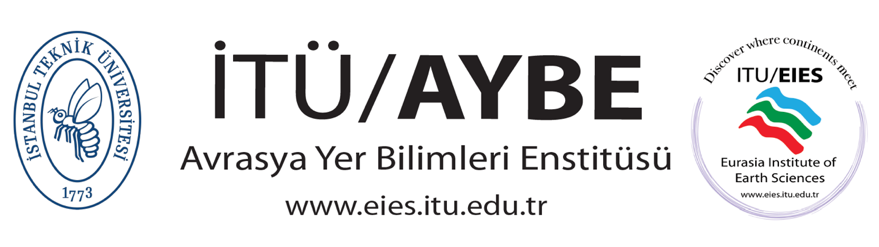 İSTANBUL TEKNİK ÜNİVERSİTESİ
1773
İTÜ/AYBE
Avrasya Yer Bilimleri Enstitüsü
www.eies.itu.edu.tr
Discover where continents meet
ITU/EIES
Eurasia Institute of
Earth Sciences
www.eies.itu.edu.tr